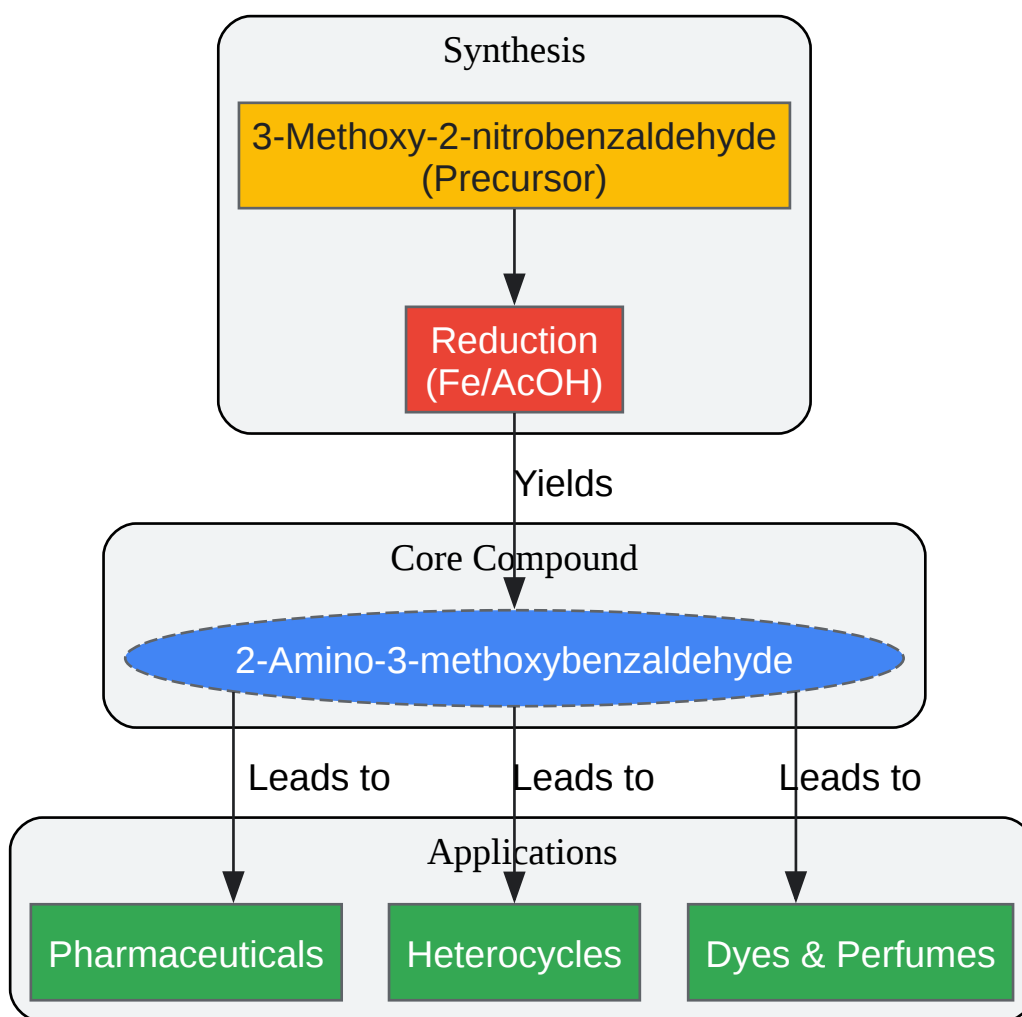 Synthesis
3-Methoxy-2-nitrobenzaldehyde
(Precursor)
Reduction
(Fe/AcOH)
Yields
Core Compound
2-Amino-3-methoxybenzaldehyde
Leads to
Leads to
Leads to
Applications
Pharmaceuticals
Heterocycles
Dyes & Perfumes